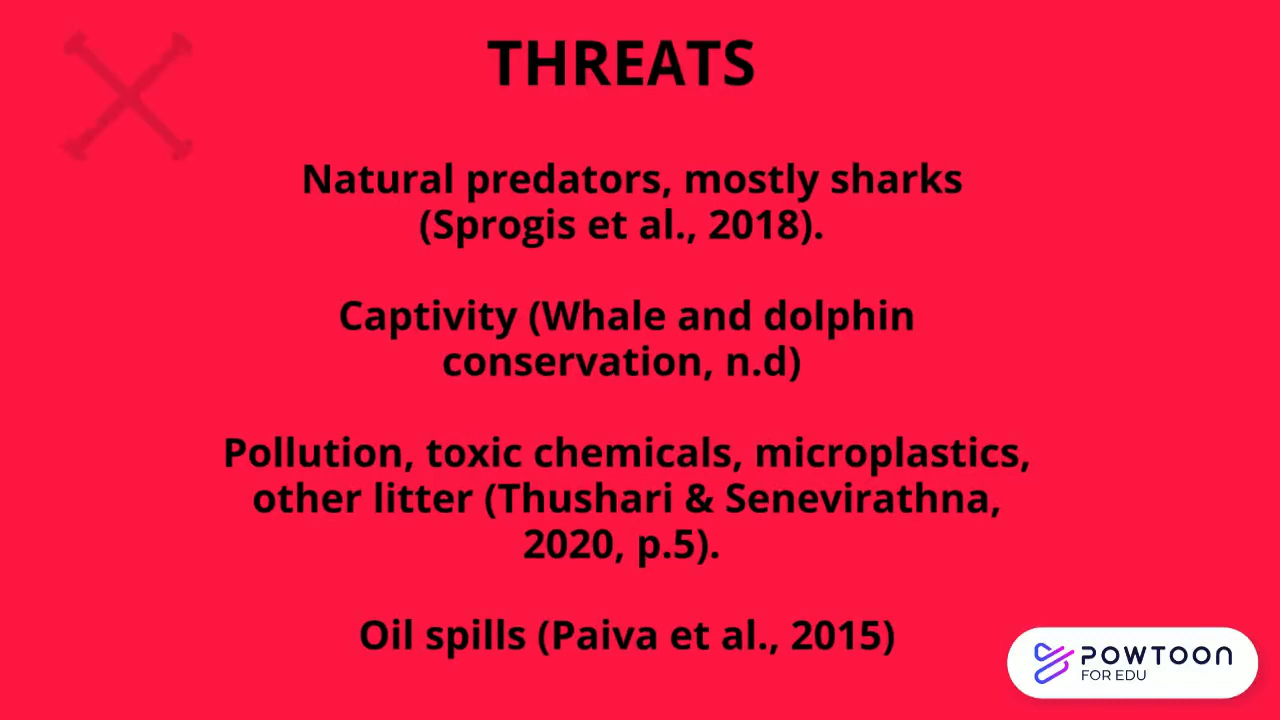 THREATS
Natural predators, mostly sharks
(Sprogis et al., 2018).
Captivity (Whale and dolphin
conservation, n.d)
Pollution, toxic chemicals, microplastics,
other litter (Thushari & Senevirathna,
2020, p.5).
Oil spills (Paiva et al., 2015)
POWTOON
FOR EDU